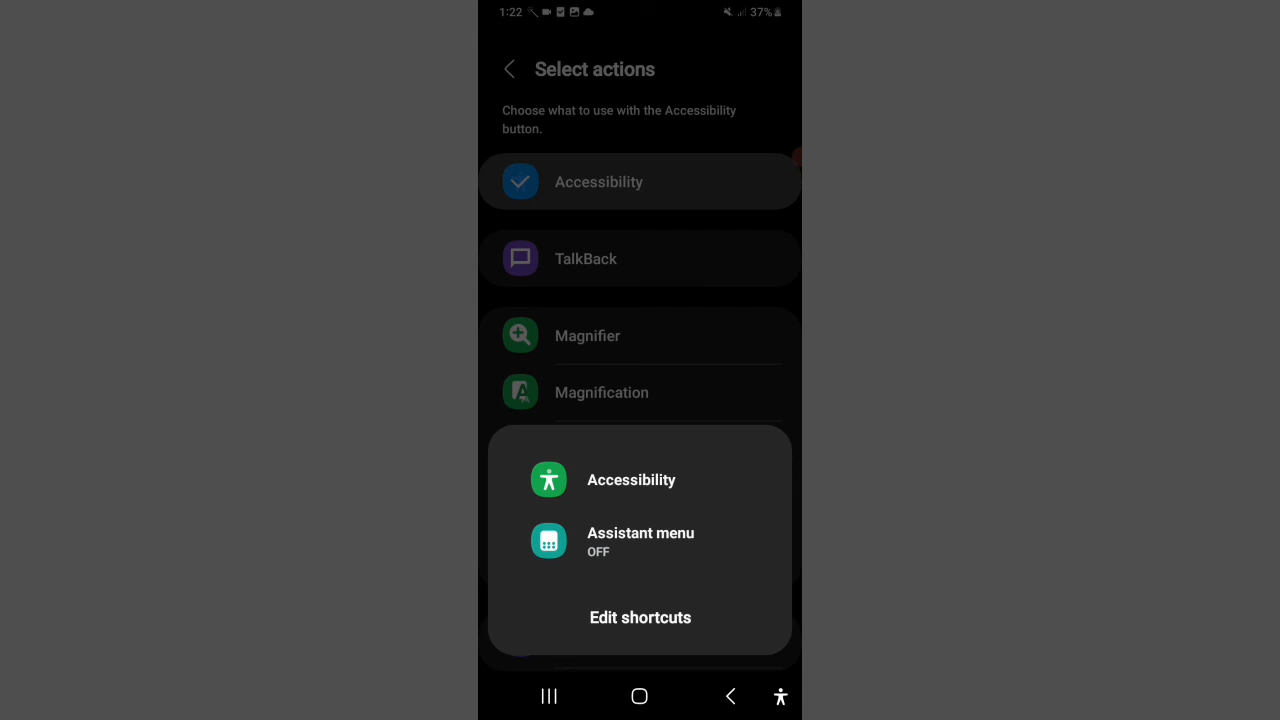 1:22
37%
Select actions
Choose what to use with the Accessibility
button.
Accessibility
TalkBack
Magnifier
Magnification
Accessibility
Assistant menu
OFF
Edit shortcuts